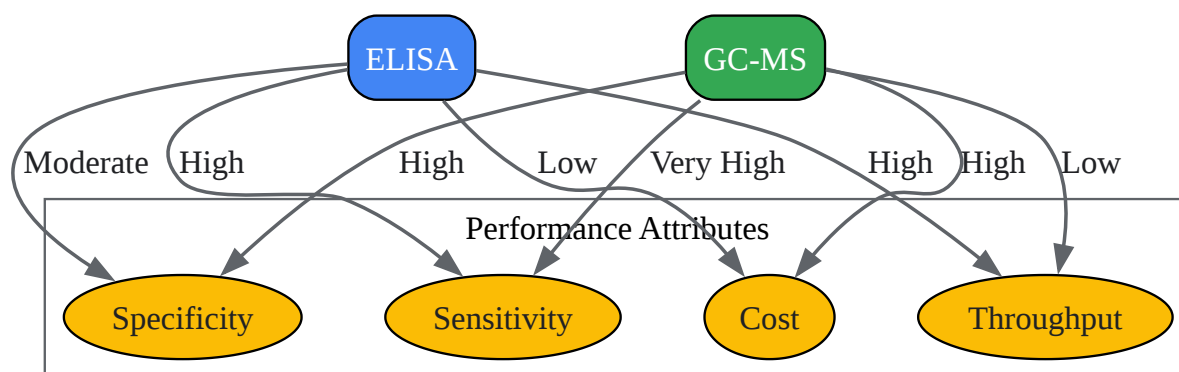 ELISA
GC-MS
Moderate
High
High
Low
Very High
High
High
Low
Performance Attributes
Specificity
Sensitivity
Cost
Throughput